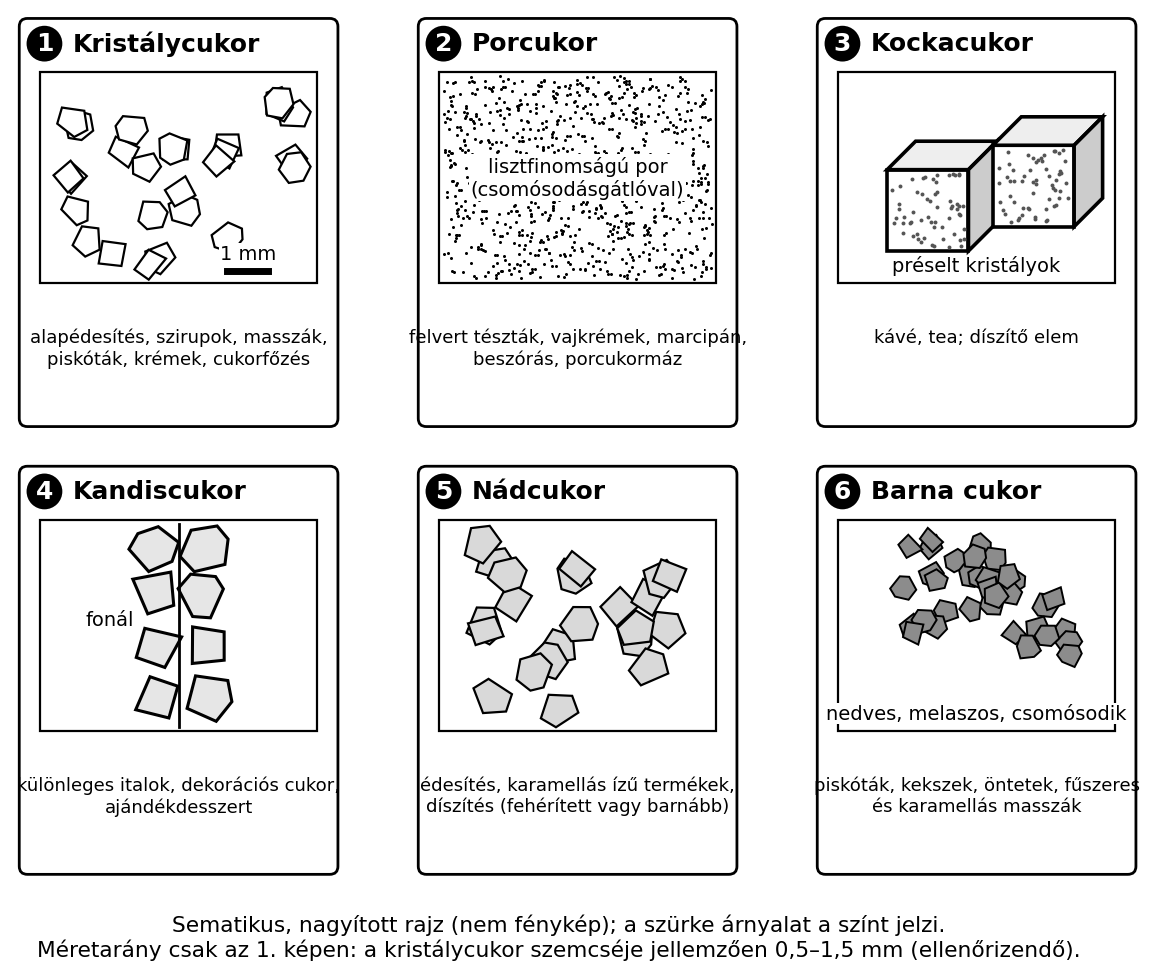 1 Kristálycukor
1 mm
alapédesítés, szirupok, masszák,
piskóták, krémek, cukorfőzés
2 Porcukor
lisztfinomságú por
(csomósodásgátlóval)
felvert tészták, vajkrémek, marcipán,
beszórás, porcukormáz
3 Kockacukor
préselt kristályok
kávé, tea; díszítő elem
4 Kandiscukor
fonál
különleges italok, dekorációs cukor,
ajándékdesszert
5 Nádcukor
édesítés, karamellás ízű termékek,
díszítés (fehérített vagy barnább)
6 Barna cukor
nedves, melaszos, csomósodik
piskóták, kekszek, öntetek, fűszeres
és karamellás masszák
Sematikus, nagyított rajz (nem fénykép); a szürke árnyalat a színt jelzi.
Méretarány csak az 1. képen: a kristálycukor szemcséje jellemzően 0,5–1,5 mm (ellenőrizendő).